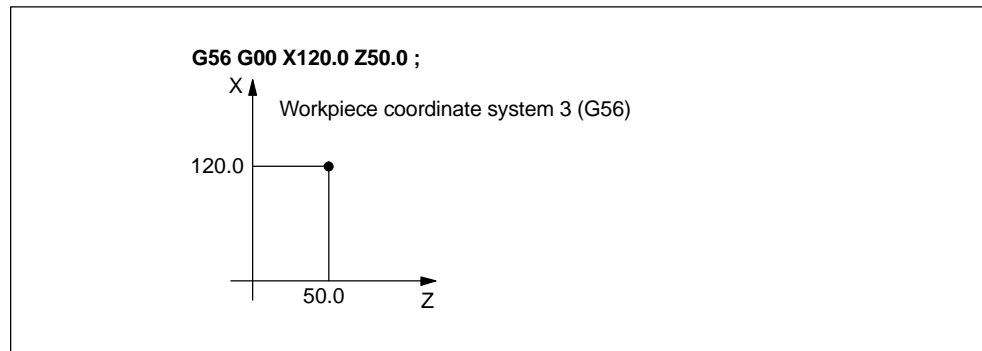 G56 G00 X120.0 Z50.0 ;
X
Workpiece coordinate system 3 (G56)
120.0
50.0
Z